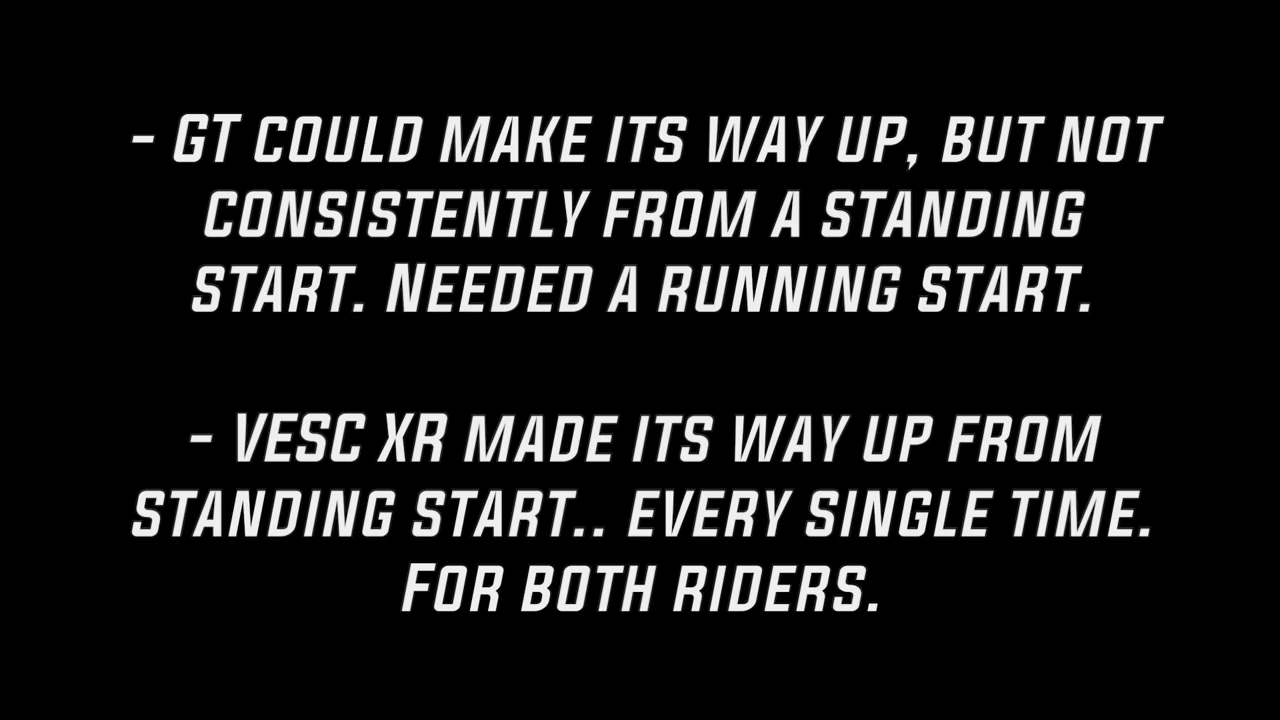 - GT COULD MAKE ITS WAY UP, BUT NOT
CONSISTENTLY FROM A STANDING
START. NEEDED A RUNNING START.
- VESC XR MADE ITS WAY UP FROM
STANDING START.. EVERY SINGLE TIME.
FOR BOTH RIDERS.